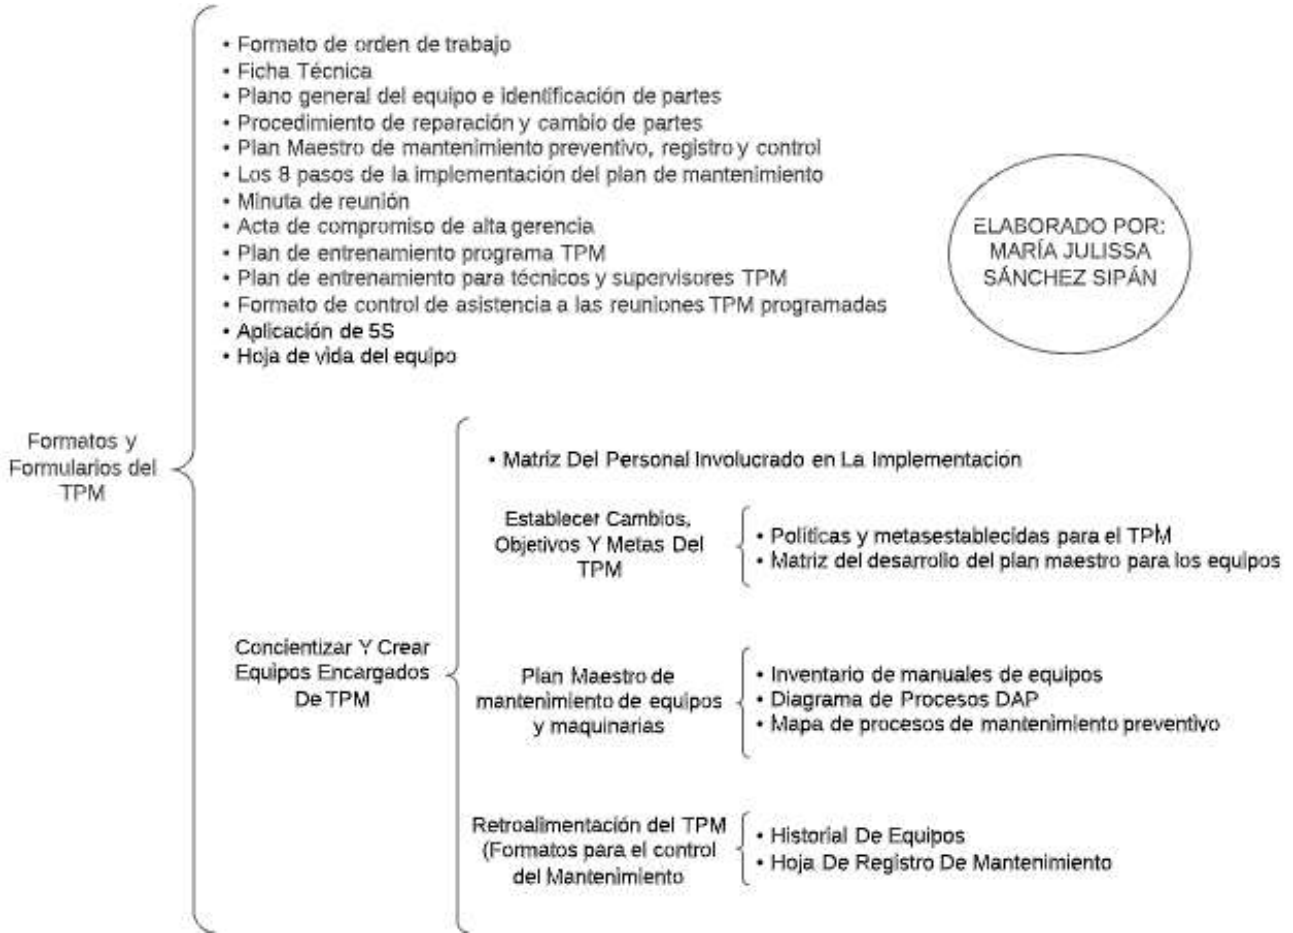 • Formato de orden de trabajo
• Ficha Técnica
• Plano general del equipo e identificación de partes
• Procedimiento de reparación y cambio de partes
• Plan Maestro de mantenimiento preventivo, registro y control
• Los 8 pasos de la implementación del plan de mantenimiento
• Minuta de reunión
• Acta de compromiso de alta gerencia
• Plan de entrenamiento programa TPM
• Plan de entrenamiento para técnicos y supervisores TPM
• Formato de control de asistencia a las reuniones TPM programadas
• Aplicación de 5S
• Hoja de vida del equipo
ELABORADO POR:
MARÍA JULISSA
SÁNCHEZ SIPÁN
Formatos y
Formularios del
TPM
Concientizar Y Crear
Equipos Encargados
De TPM
• Matriz Del Personal Involucrado en La Implementación
Establecer Cambios,
Objetivos Y Metas Del
TPM
• Políticas y metasestablecidas para el TPM
• Matriz del desarrollo del plan maestro para los equipos
Plan Maestro de
mantenimiento de equipos
y maquinarias
• Inventario de manuales de equipos
• Diagrama de Procesos DAP
• Mapa de procesos de mantenimiento preventivo
Retroalimentación del TPM
(Formatos para el control
del Mantenimiento
• Historial De Equipos
• Hoja De Registro De Mantenimiento